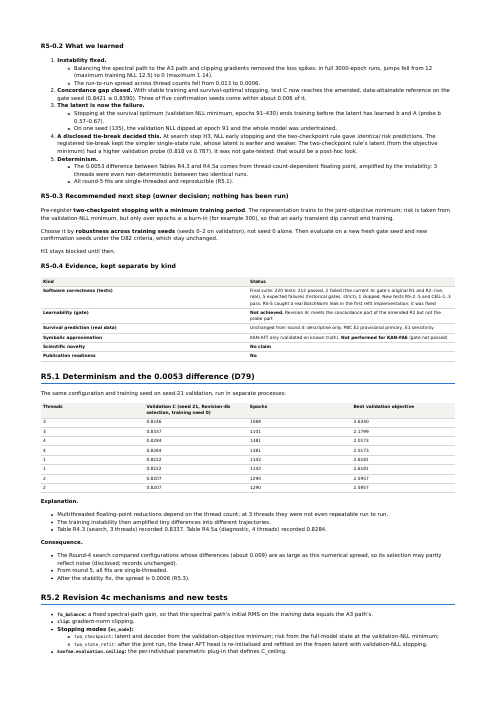 R5-0.2 What we learned
1. Instability fixed.
Balancing the spectral path to the A3 path and clipping gradients removed the loss spikes: in full 3000-epoch runs, jumps fell from 12
(maximum training NLL 12.5) to 0 (maximum 1.14).
The run-to-run spread across thread counts fell from 0.013 to 0.0006.
2. Concordance gap closed. With stable training and survival-optimal stopping, test C now reaches the amended, data-attainable reference on the
gate seed (0.8421 ≥ 0.8390). Three of five confirmation seeds come within about 0.006 of it.
3. The latent is now the failure.
Stopping at the survival optimum (validation NLL minimum, epochs 91–430) ends training before the latent has learned b and A (probe b
0.57–0.67).
On one seed (135), the validation NLL dipped at epoch 91 and the whole model was undertrained.
4. A disclosed tie-break decided this. At search step H3, NLL early stopping and the two-checkpoint rule gave identical risk predictions. The
registered tie-break kept the simpler single-state rule, whose latent is earlier and weaker. The two-checkpoint rule's latent (from the objective
minimum) had a higher validation probe (0.818 vs 0.787). It was not gate-tested: that would be a post-hoc look.
5. Determinism.
The 0.0053 difference between Tables R4.3 and R4.5a comes from thread-count-dependent floating point, amplified by the instability: 3
threads were even non-deterministic between two identical runs.
All round-5 fits are single-threaded and reproducible (R5.1).
R5-0.3 Recommended next step (owner decision; nothing has been run)
Pre-register two-checkpoint stopping with a minimum training period. The representation trains to the joint-objective minimum; risk is taken
from the validation-NLL minimum, but only over epochs ≥ a burn-in (for example 300), so that an early transient dip cannot end training.
Choose it by robustness across training seeds (seeds 0–2 on validation), not seed 0 alone. Then evaluate on a new fresh gate seed and new
confirmation seeds under the D82 criteria, which stay unchanged.
H1 stays blocked until then.
R5-0.4 Evidence, kept separate by kind
Kind Status
Software correctness (tests) Final suite: 220 tests: 212 passed, 2 failed (the current 4c gate's original R1 and R2: live,
real), 5 expected failures (historical gates, strict), 1 skipped. New tests R5-2..5 and CEIL-1..3
pass. R5-5 caught a real BatchNorm leak in the first refit implementation; it was fixed
Learnability (gate) Not achieved. Revision 4c meets the concordance part of the amended R2 but not the
probe part
Survival prediction (real data) Unchanged from round 4: descriptive only. PBC E2 provisional primary, E1 sensitivity
Symbolic approximation KAN-AFT only (validated on known truth). Not performed for KAN-FAE (gate not passed)
Scientific novelty No claim
Publication readiness No
R5.1 Determinism and the 0.0053 difference (D79)
The same configuration and training seed on seed-21 validation, run in separate processes:
Threads Validation C (seed 21, Revision-4b Epochs Best validation objective
selection, training seed 0)
3 0.8246 1088 2.6340
3 0.8337 1101 2.1799
4 0.8284 1381 2.0173
4 0.8284 1381 2.0173
1 0.8222 1142 2.6181
1 0.8222 1142 2.6181
2 0.8207 1290 2.5957
2 0.8207 1290 2.5957
Explanation.
Multithreaded floating-point reductions depend on the thread count; at 3 threads they were not even repeatable run to run.
The training instability then amplified tiny differences into different trajectories.
Table R4.3 (search, 3 threads) recorded 0.8337. Table R4.5a (diagnostic, 4 threads) recorded 0.8284.
Consequence.
The Round-4 search compared configurations whose differences (about 0.009) are as large as this numerical spread, so its selection may partly
reflect noise (disclosed; records unchanged).
From round 5, all fits are single-threaded.
After the stability fix, the spread is 0.0006 (R5.3).
R5.2 Revision 4c mechanisms and new tests
fa_balance: a fixed spectral-path gain, so that the spectral path's initial RMS on the training data equals the A3 path's.
clip: gradient-norm clipping.
Stopping modes (es_mode):
two_checkpoint: latent and decoder from the validation-objective minimum; risk from the full-model state at the validation-NLL minimum;
two_state_refit: after the joint run, the linear AFT head is re-initialised and refitted on the frozen latent with validation-NLL stopping.
kanfae.evaluation.ceiling: the per-individual parametric plug-in that defines C_ceiling.